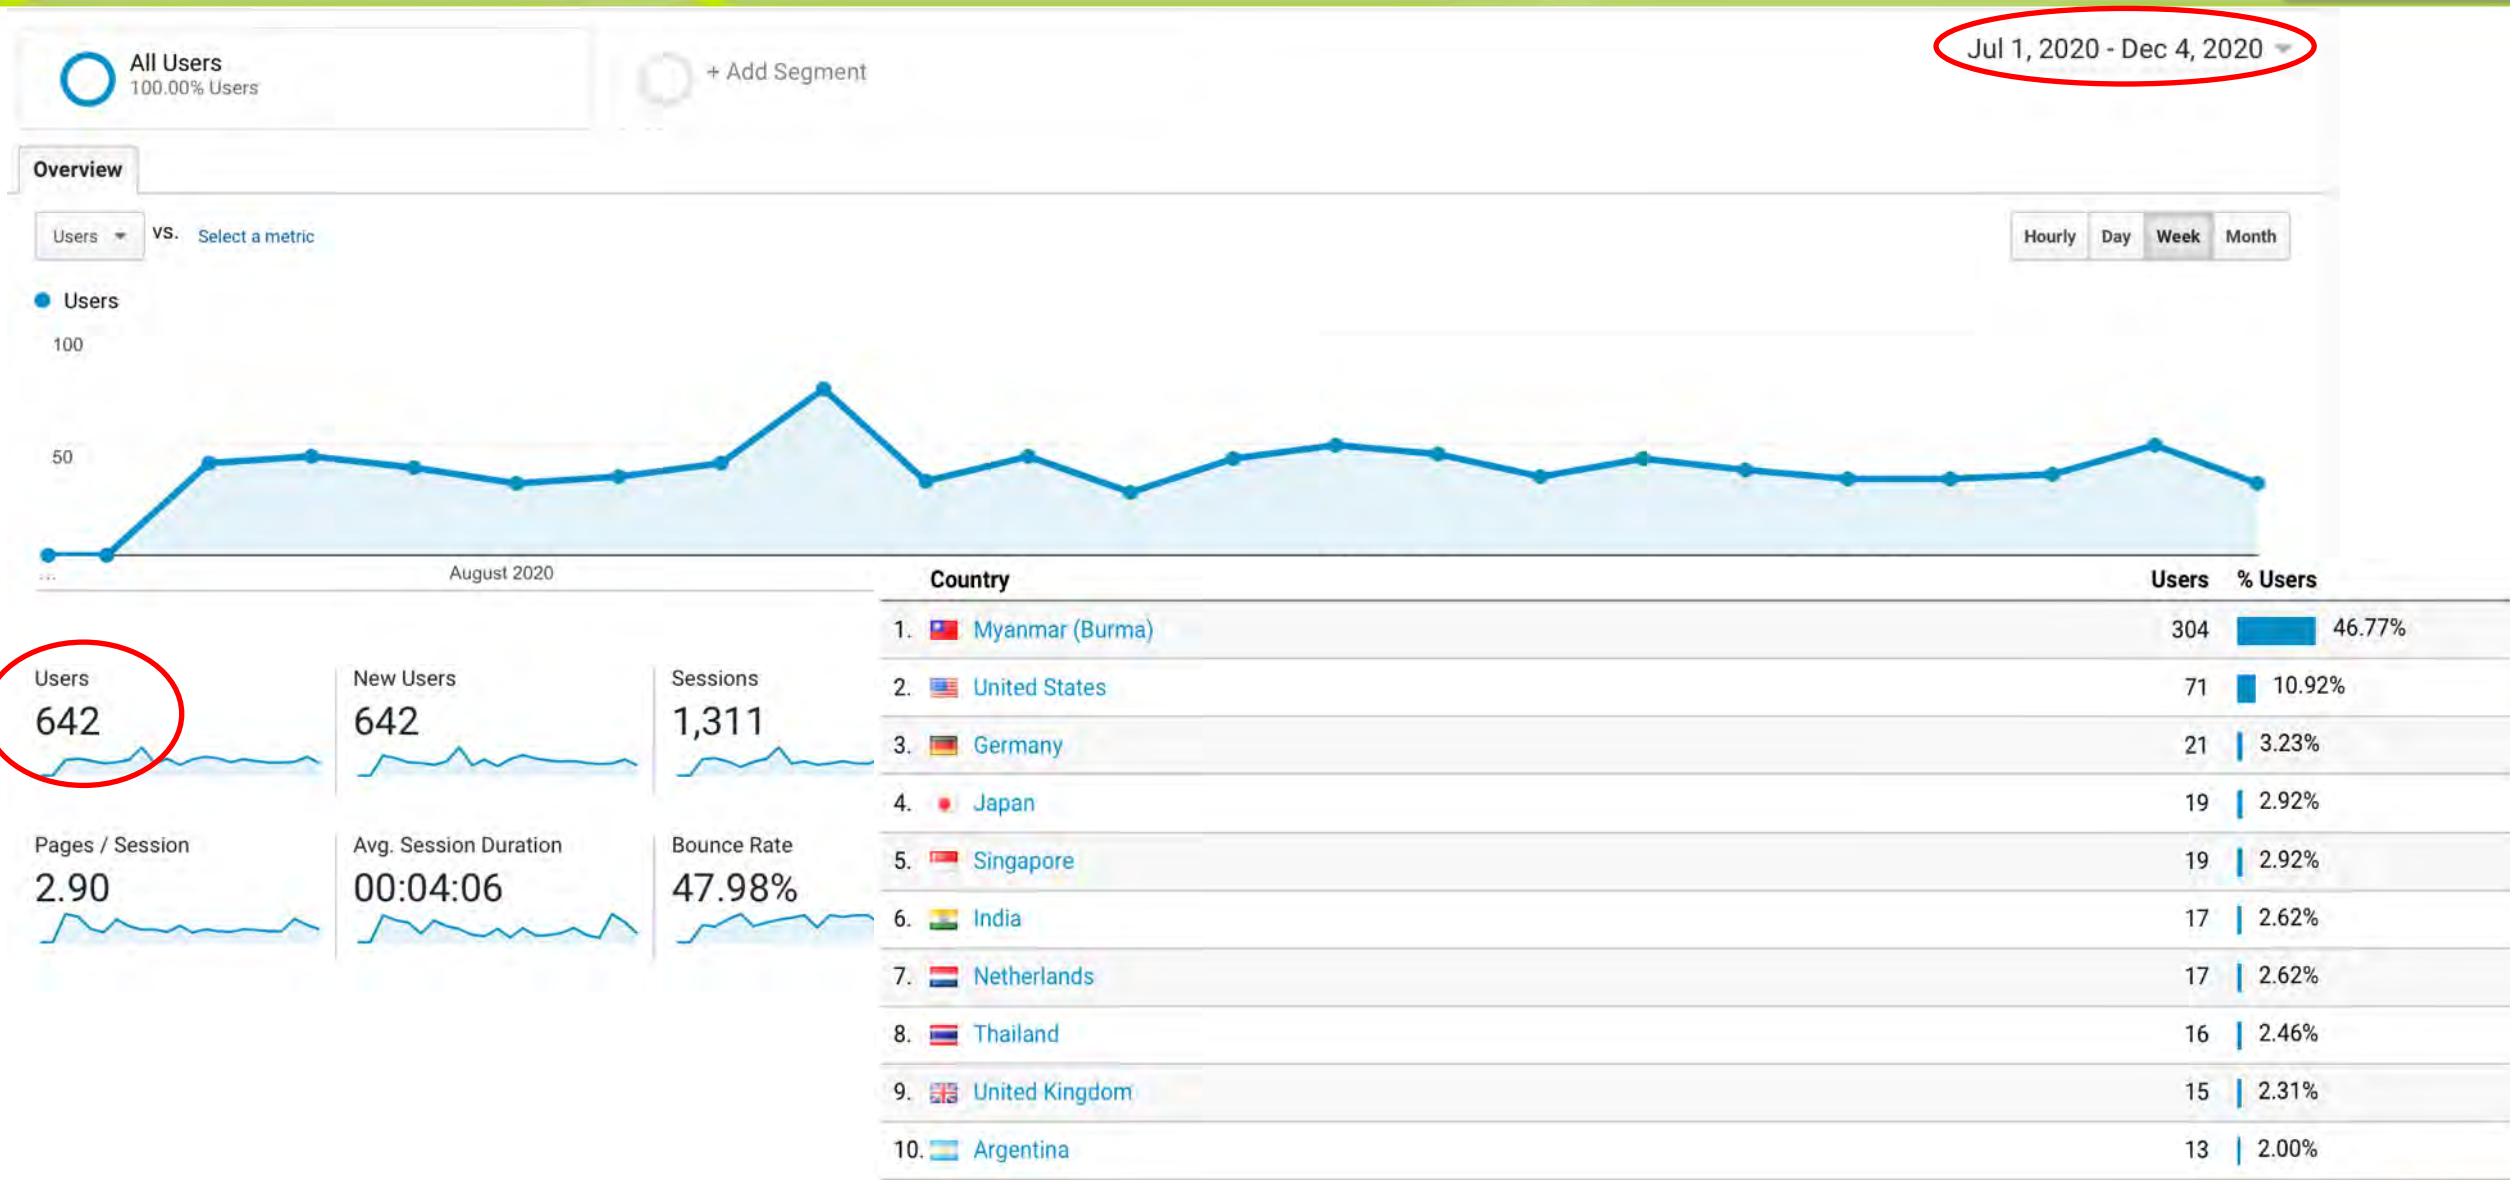 All Users
100.00% Users
+ Add Segment
Jul 1, 2020 - Dec 4, 2020
Overview
Users VS. Select a metric
Hourly Day Week Month
Users
100
50
...
August 2020
Users
642
New Users
642
Sessions
1,311
Pages / Session
2.90
Avg. Session Duration
00:04:06
Bounce Rate
47.98%
Country Users % Users
1. Myanmar (Burma) 304 46.77%
2. United States 71 10.92%
3. Germany 21 3.23%
4. Japan 19 2.92%
5. Singapore 19 2.92%
6. India 17 2.62%
7. Netherlands 17 2.62%
8. Thailand 16 2.46%
9. United Kingdom 15 2.31%
10. Argentina 13 2.00%